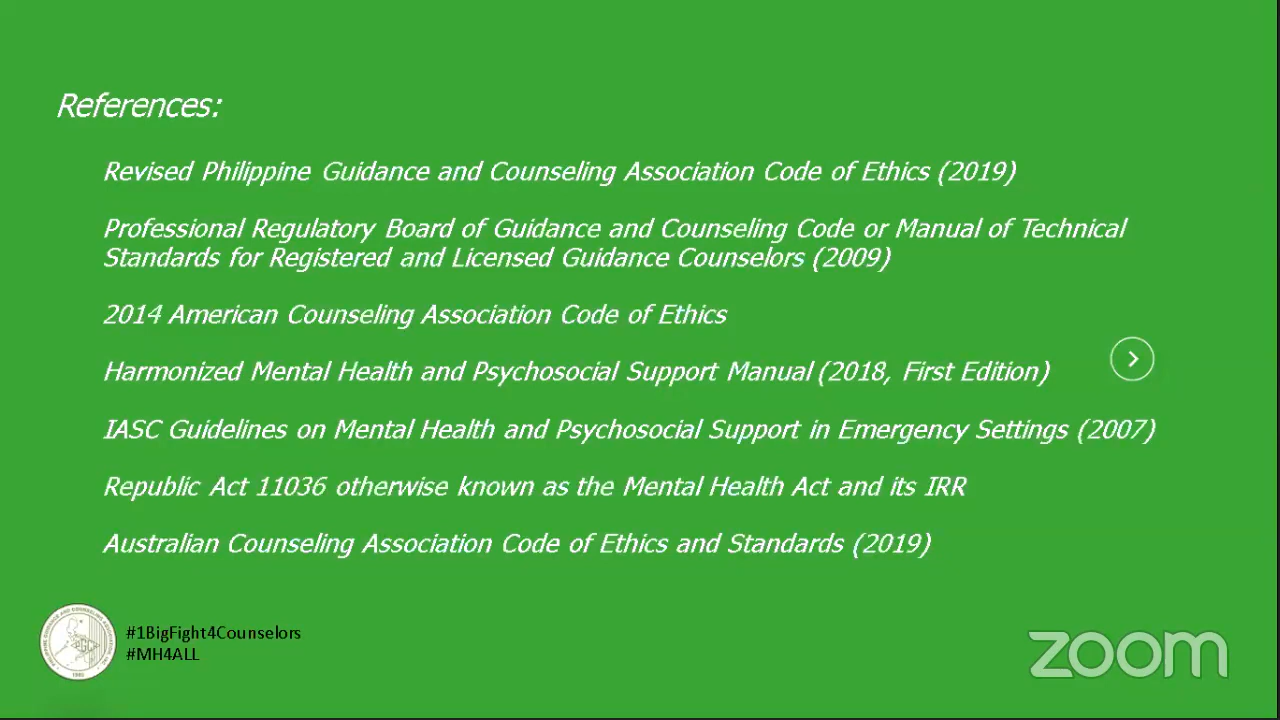 References:
Revised Philippine Guidance and Counseling Association Code of Ethics (2019)
Professional Regulatory Board of Guidance and Counseling Code or Manual of Technical
Standards for Registered and Licensed Guidance Counselors (2009)
2014 American Counseling Association Code of Ethics
Harmonized Mental Health and Psychosocial Support Manual (2018, First Edition)
IASC Guidelines on Mental Health and Psychosocial Support in Emergency Settings (2007)
Republic Act 11036 otherwise known as the Mental Health Act and its IRR
Australian Counseling Association Code of Ethics and Standards (2019)
#1BigFight4Counselors
#MH4ALL
zoom